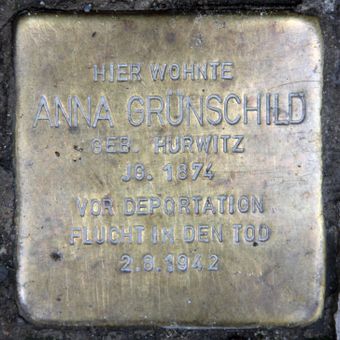 HIER WOHNTE
ANNA GRÜNSCHILD
GEB. HURWITZ
JG. 1874
VOR DEPORTATION
FLUCHT IN DEN TOD
2.8.1942